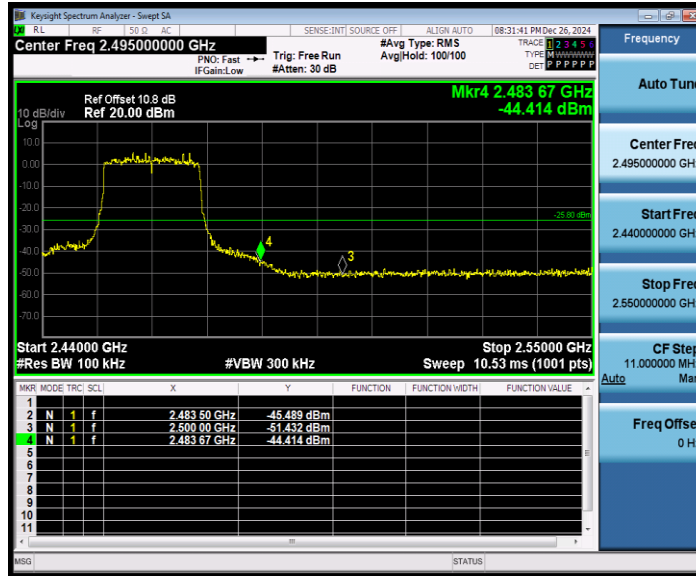 Keysight Spectrum Analyzer - Swept SA
LXI RL RF 50 Ω AC SENSE:INT SOURCE OFF ALIGN AUTO 08:31:41 PM Dec 26, 2024
Center Freq 2.495000000 GHz
PNO: Fast
IFGain:Low
Trig: Free Run
#Atten: 30 dB
#Avg Type: RMS
Avg|Hold: 100/100
TRACE 1 2 3 4 5 6
TYPE M WWWWW
DET P P P P P P
Mkr4 2.483 67 GHz
-44.414 dBm
Ref Offset 10.8 dB
10 dB/div Ref 20.00 dBm
Log
10.0
0.00
-10.0
-20.0
-25.80 dBm
-30.0
-40.0
-50.0
-60.0
-70.0
4
3
Start 2.44000 GHz Stop 2.55000 GHz
#Res BW 100 kHz #VBW 300 kHz Sweep 10.53 ms (1001 pts)
MKR MODE TRC SCL X Y FUNCTION FUNCTION WIDTH FUNCTION VALUE
1
2 N 1 f 2.483 50 GHz -45.489 dBm
3 N 1 f 2.500 00 GHz -51.432 dBm
4 N 1 f 2.483 67 GHz -44.414 dBm
5
6
7
8
9
10
11
MSG STATUS
Frequency
Auto Tune
Center Freq
2.495000000 GHz
Start Freq
2.440000000 GHz
Stop Freq
2.550000000 GHz
CF Step
11.000000 MHz
Auto Man
Freq Offset
0 Hz